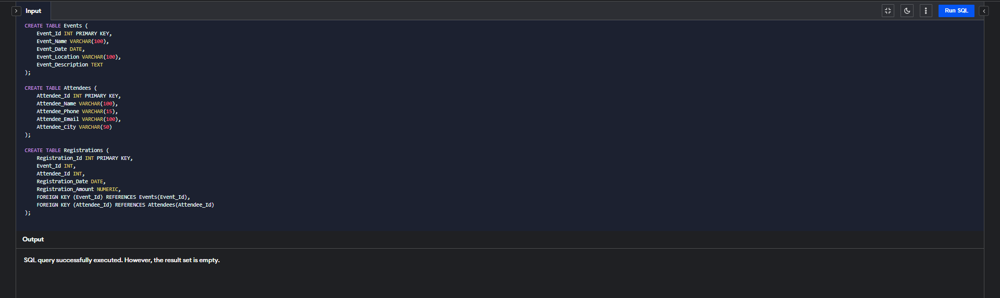 Input
Run SQL
CREATE TABLE Events (
    Event_Id INT PRIMARY KEY,
    Event_Name VARCHAR(100),
    Event_Date DATE,
    Event_Location VARCHAR(100),
    Event_Description TEXT
);

CREATE TABLE Attendees (
    Attendee_Id INT PRIMARY KEY,
    Attendee_Name VARCHAR(100),
    Attendee_Phone VARCHAR(15),
    Attendee_Email VARCHAR(100),
    Attendee_City VARCHAR(50)
);

CREATE TABLE Registrations (
    Registration_Id INT PRIMARY KEY,
    Event_Id INT,
    Attendee_Id INT,
    Registration_Date DATE,
    Registration_Amount NUMERIC,
    FOREIGN KEY (Event_Id) REFERENCES Events(Event_Id),
    FOREIGN KEY (Attendee_Id) REFERENCES Attendees(Attendee_Id)
);
Output
SQL query successfully executed. However, the result set is empty.